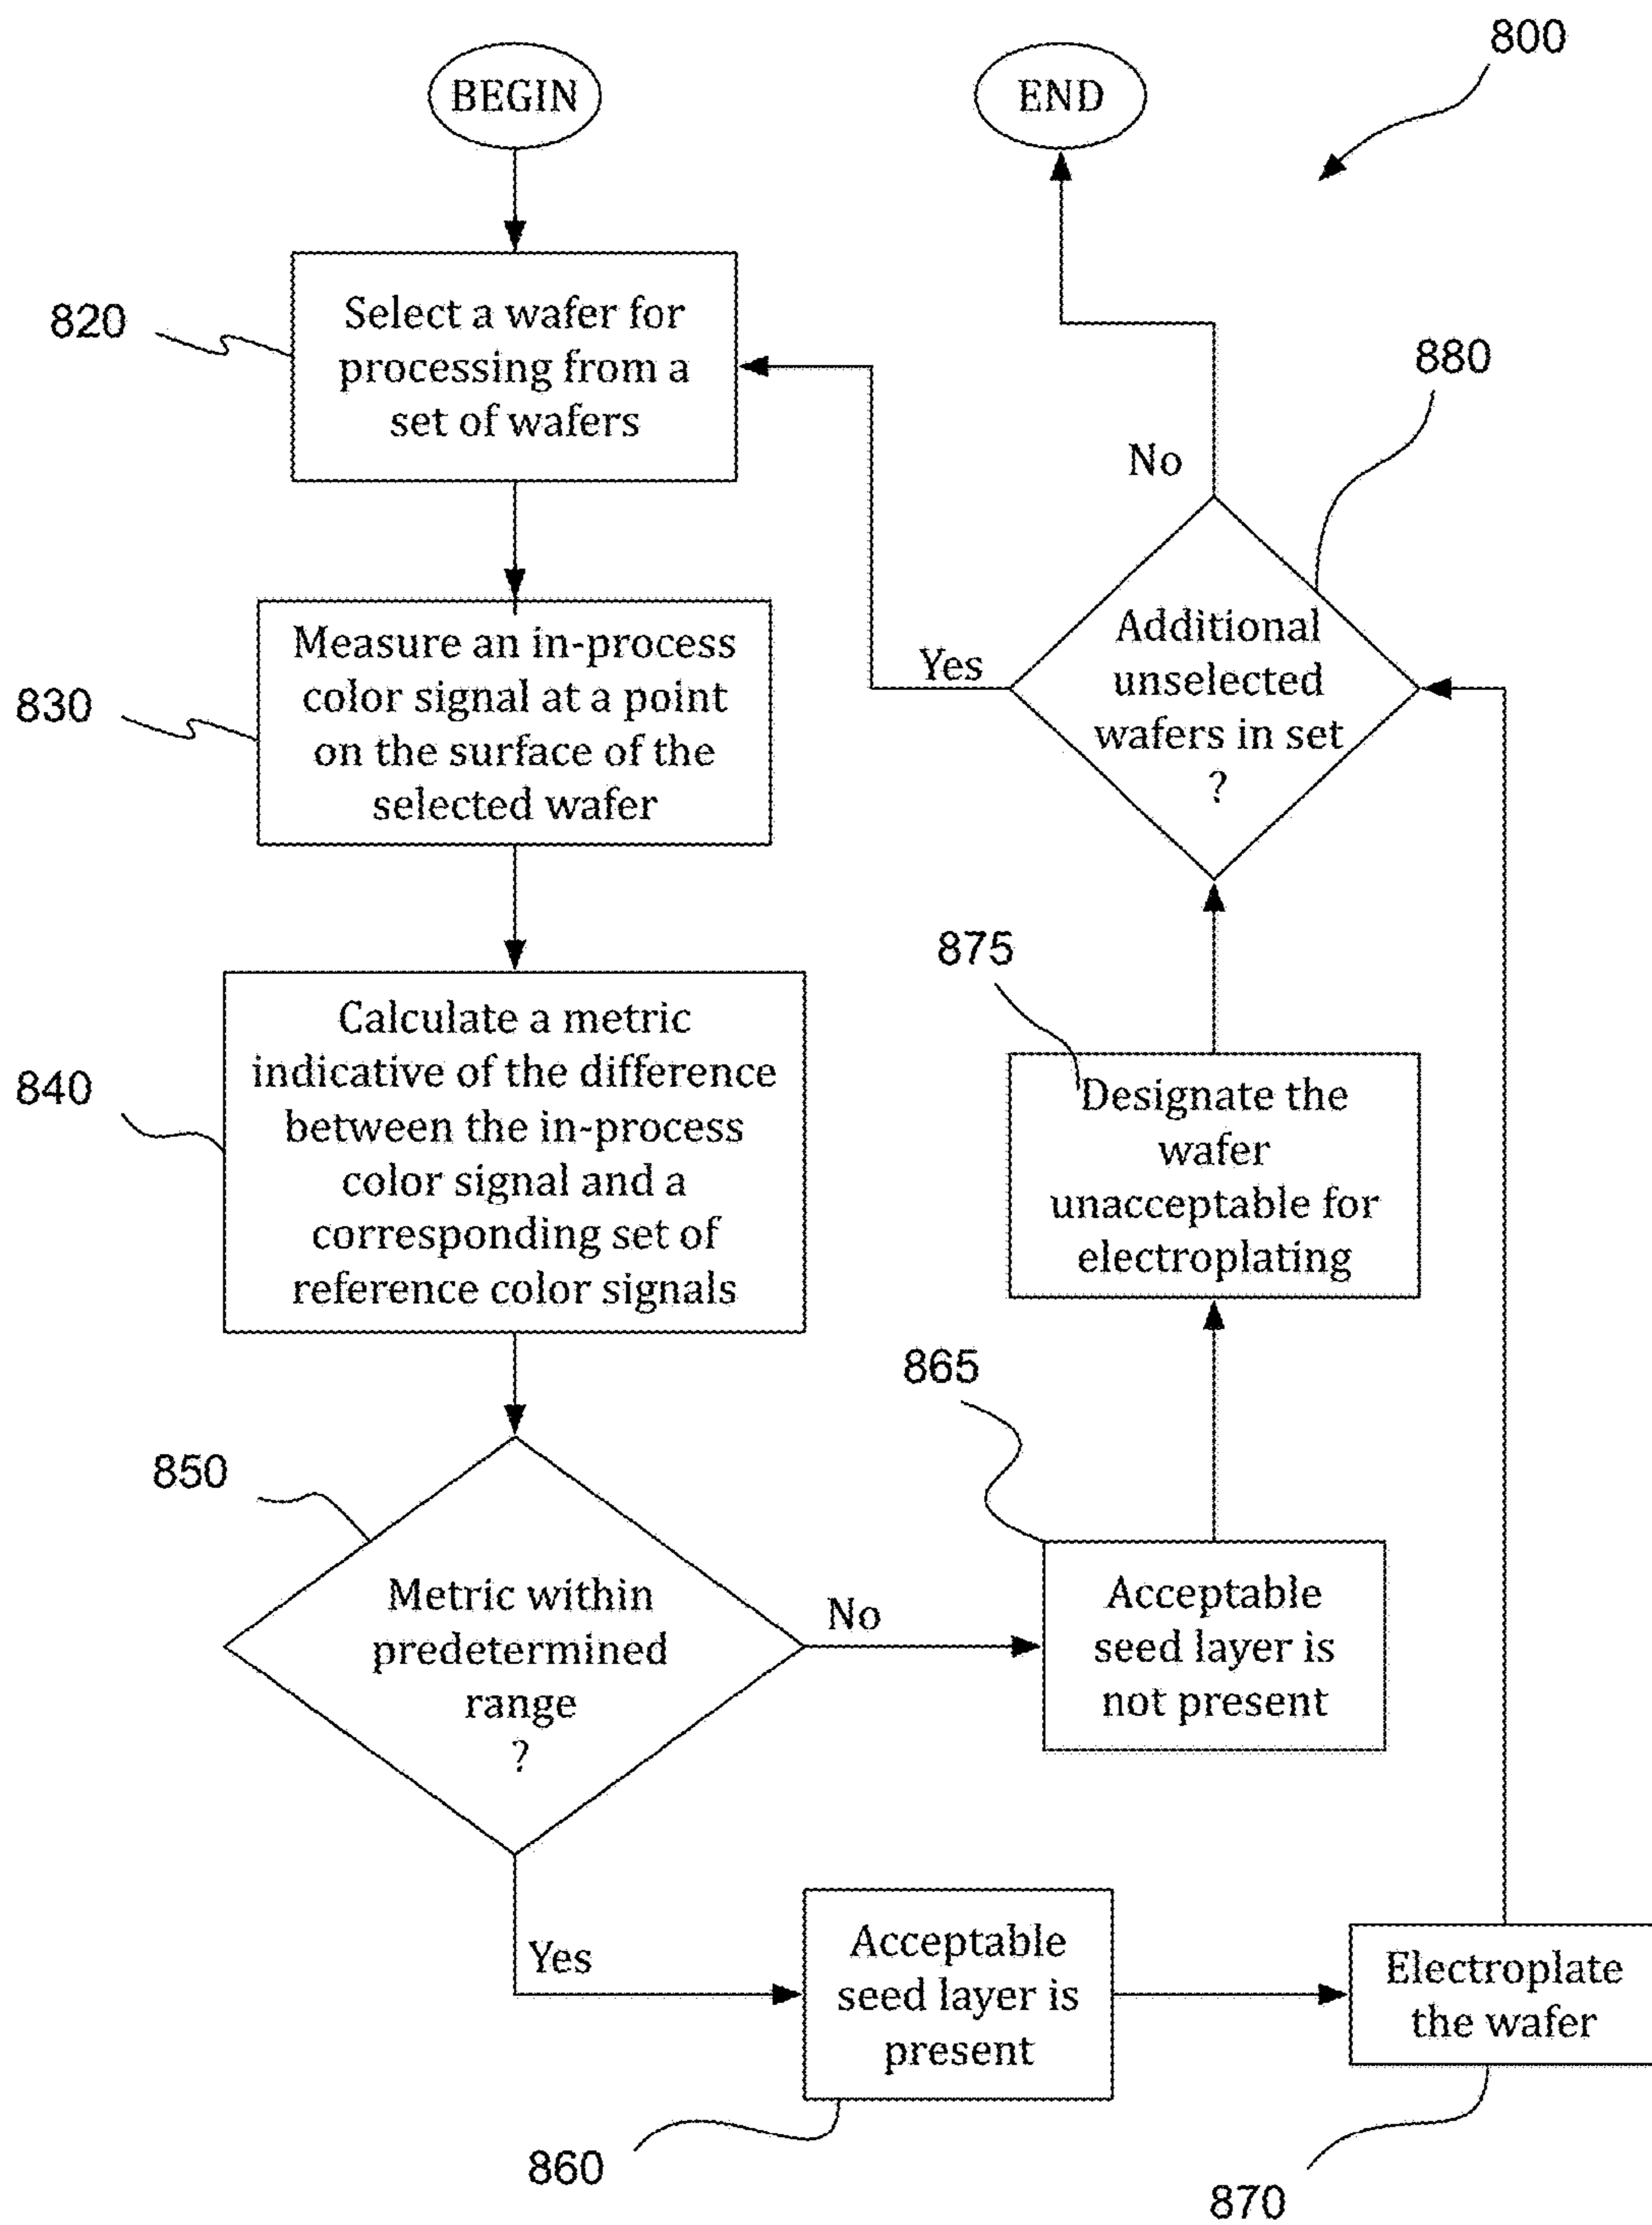 800
BEGIN
END
820
Select a wafer for
processing from a
set of wafers
880
No
830
Measure an in-process
color signal at a point
on the surface of the
selected wafer
Yes
Additional
unselected
wafers in set
?
840
Calculate a metric
indicative of the difference
between the in-process
color signal and a
corresponding set of
reference color signals
875
Designate the
wafer
unacceptable for
electroplating
865
850
Metric within
predetermined
range
?
No
Acceptable
seed layer is
not present
Yes
Acceptable
seed layer is
present
Electroplate
the wafer
860
870